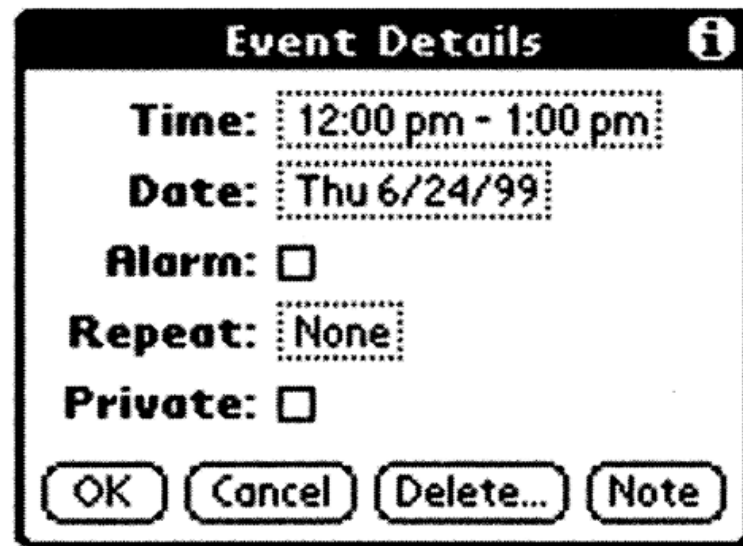 Event Details
Time: 12:00 pm - 1:00 pm
Date: Thu 6/24/99
Alarm:
Repeat: None
Private:
OK Cancel Delete... Note